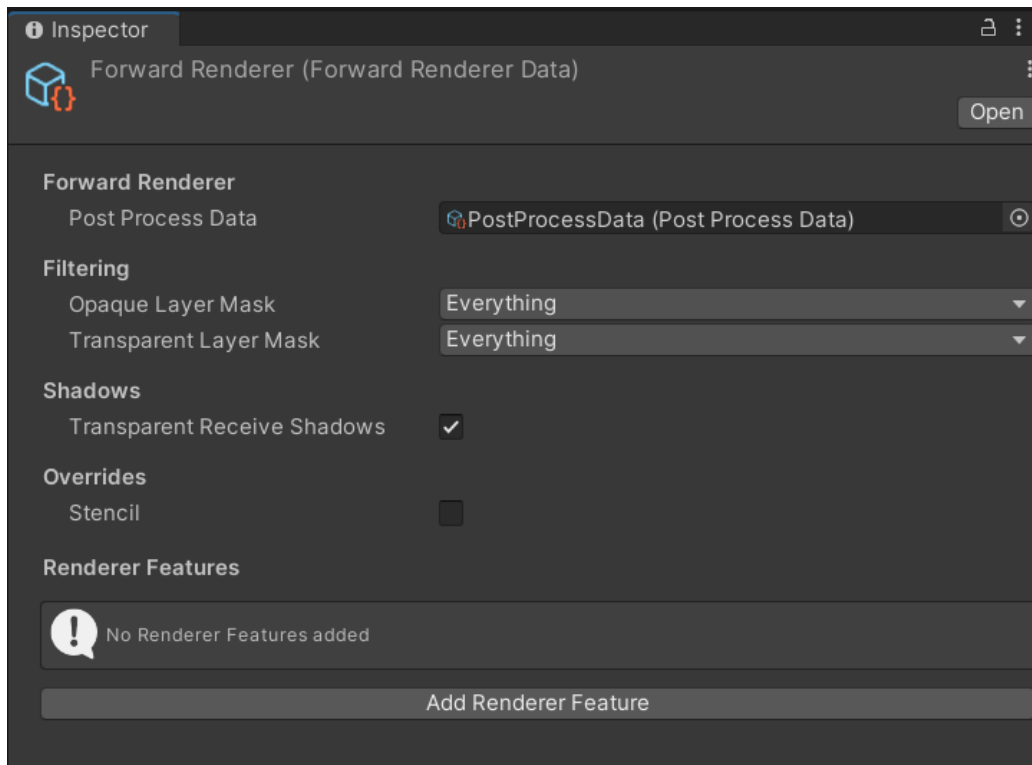 Inspector
Forward Renderer (Forward Renderer Data)
Open
Forward Renderer
Post Process Data PostProcessData (Post Process Data)
Filtering
Opaque Layer Mask Everything
Transparent Layer Mask Everything
Shadows
Transparent Receive Shadows
Overrides
Stencil
Renderer Features
No Renderer Features added
Add Renderer Feature